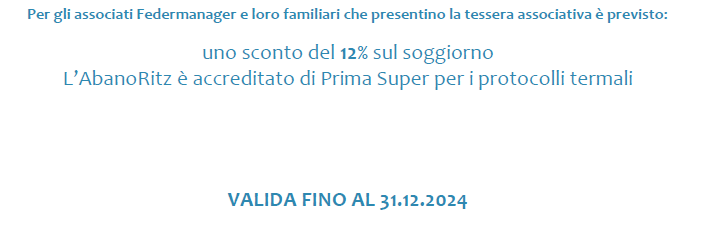 Per gli associati Federmanager e loro familiari che presentino la tessera associativa è previsto:
uno sconto del 12% sul soggiorno
L'AbanoRitz è accreditato di Prima Super per i protocolli termali
VALIDA FINO AL 31.12.2024